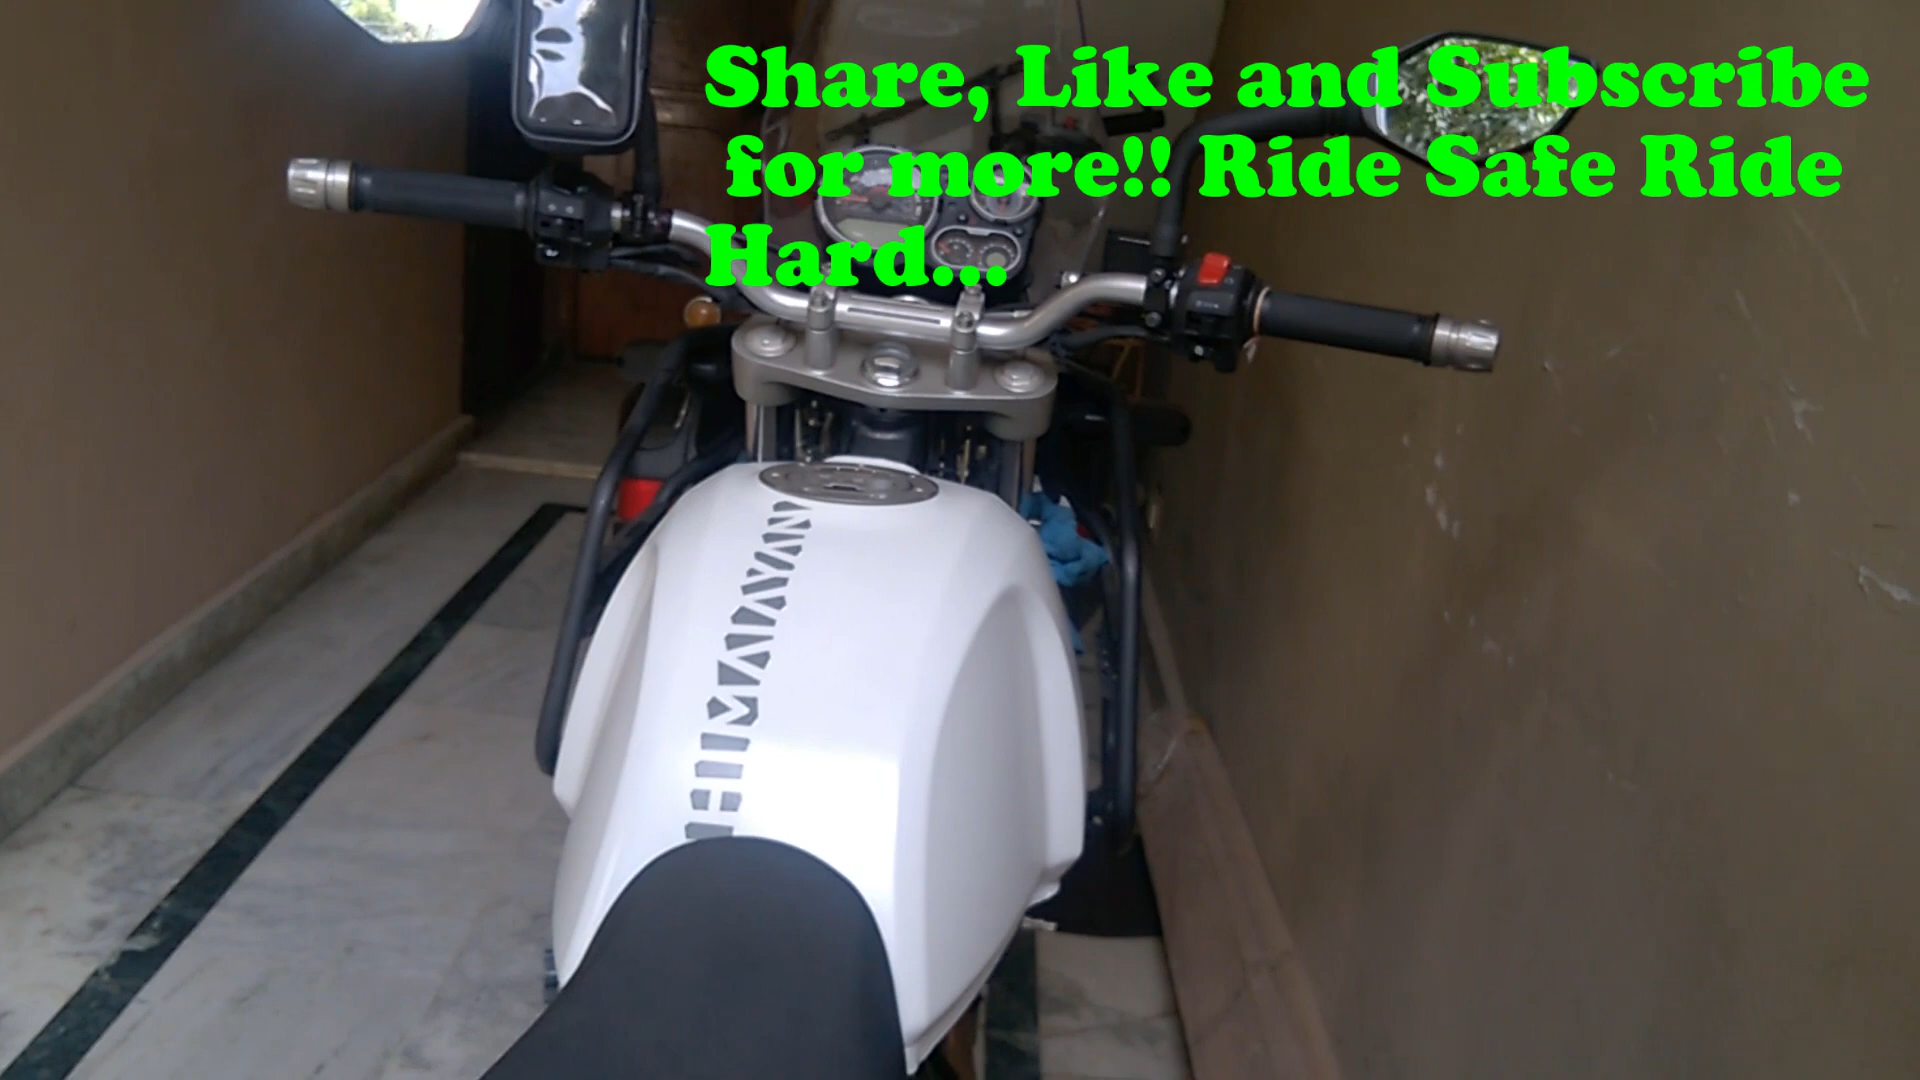 Share, Like and Subscribe
for more!! Ride Safe Ride
Hard...
HIMALAYAN